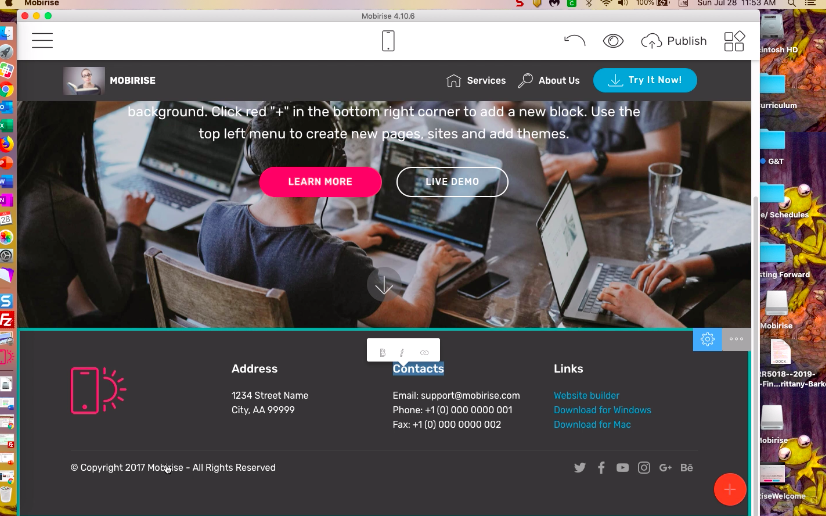 Mobirise
100%
Sun Jul 28 11:53 AM
Mobirise 4.10.6
Publish
MOBIRISE
Services
About Us
Try It Now!
background. Click red "+" in the bottom right corner to add a new block. Use the
top left menu to create new pages, sites and add themes.
LEARN MORE
LIVE DEMO
Address
Contacts
Links
1234 Street Name
City, AA 99999
Email: support@mobirise.com
Phone: +1 (0) 000 0000 001
Fax: +1 (0) 000 0000 002
Website builder
Download for Windows
Download for Mac
© Copyright 2017 Mobirise - All Rights Reserved
G+
Bē
intosh HD
urriculum
G&T
e/ Schedules
sting Forward
Mobirise
QUICK
RR5018--2019-
-Fin...rittany-Bark
Mobirise
iseWelcome